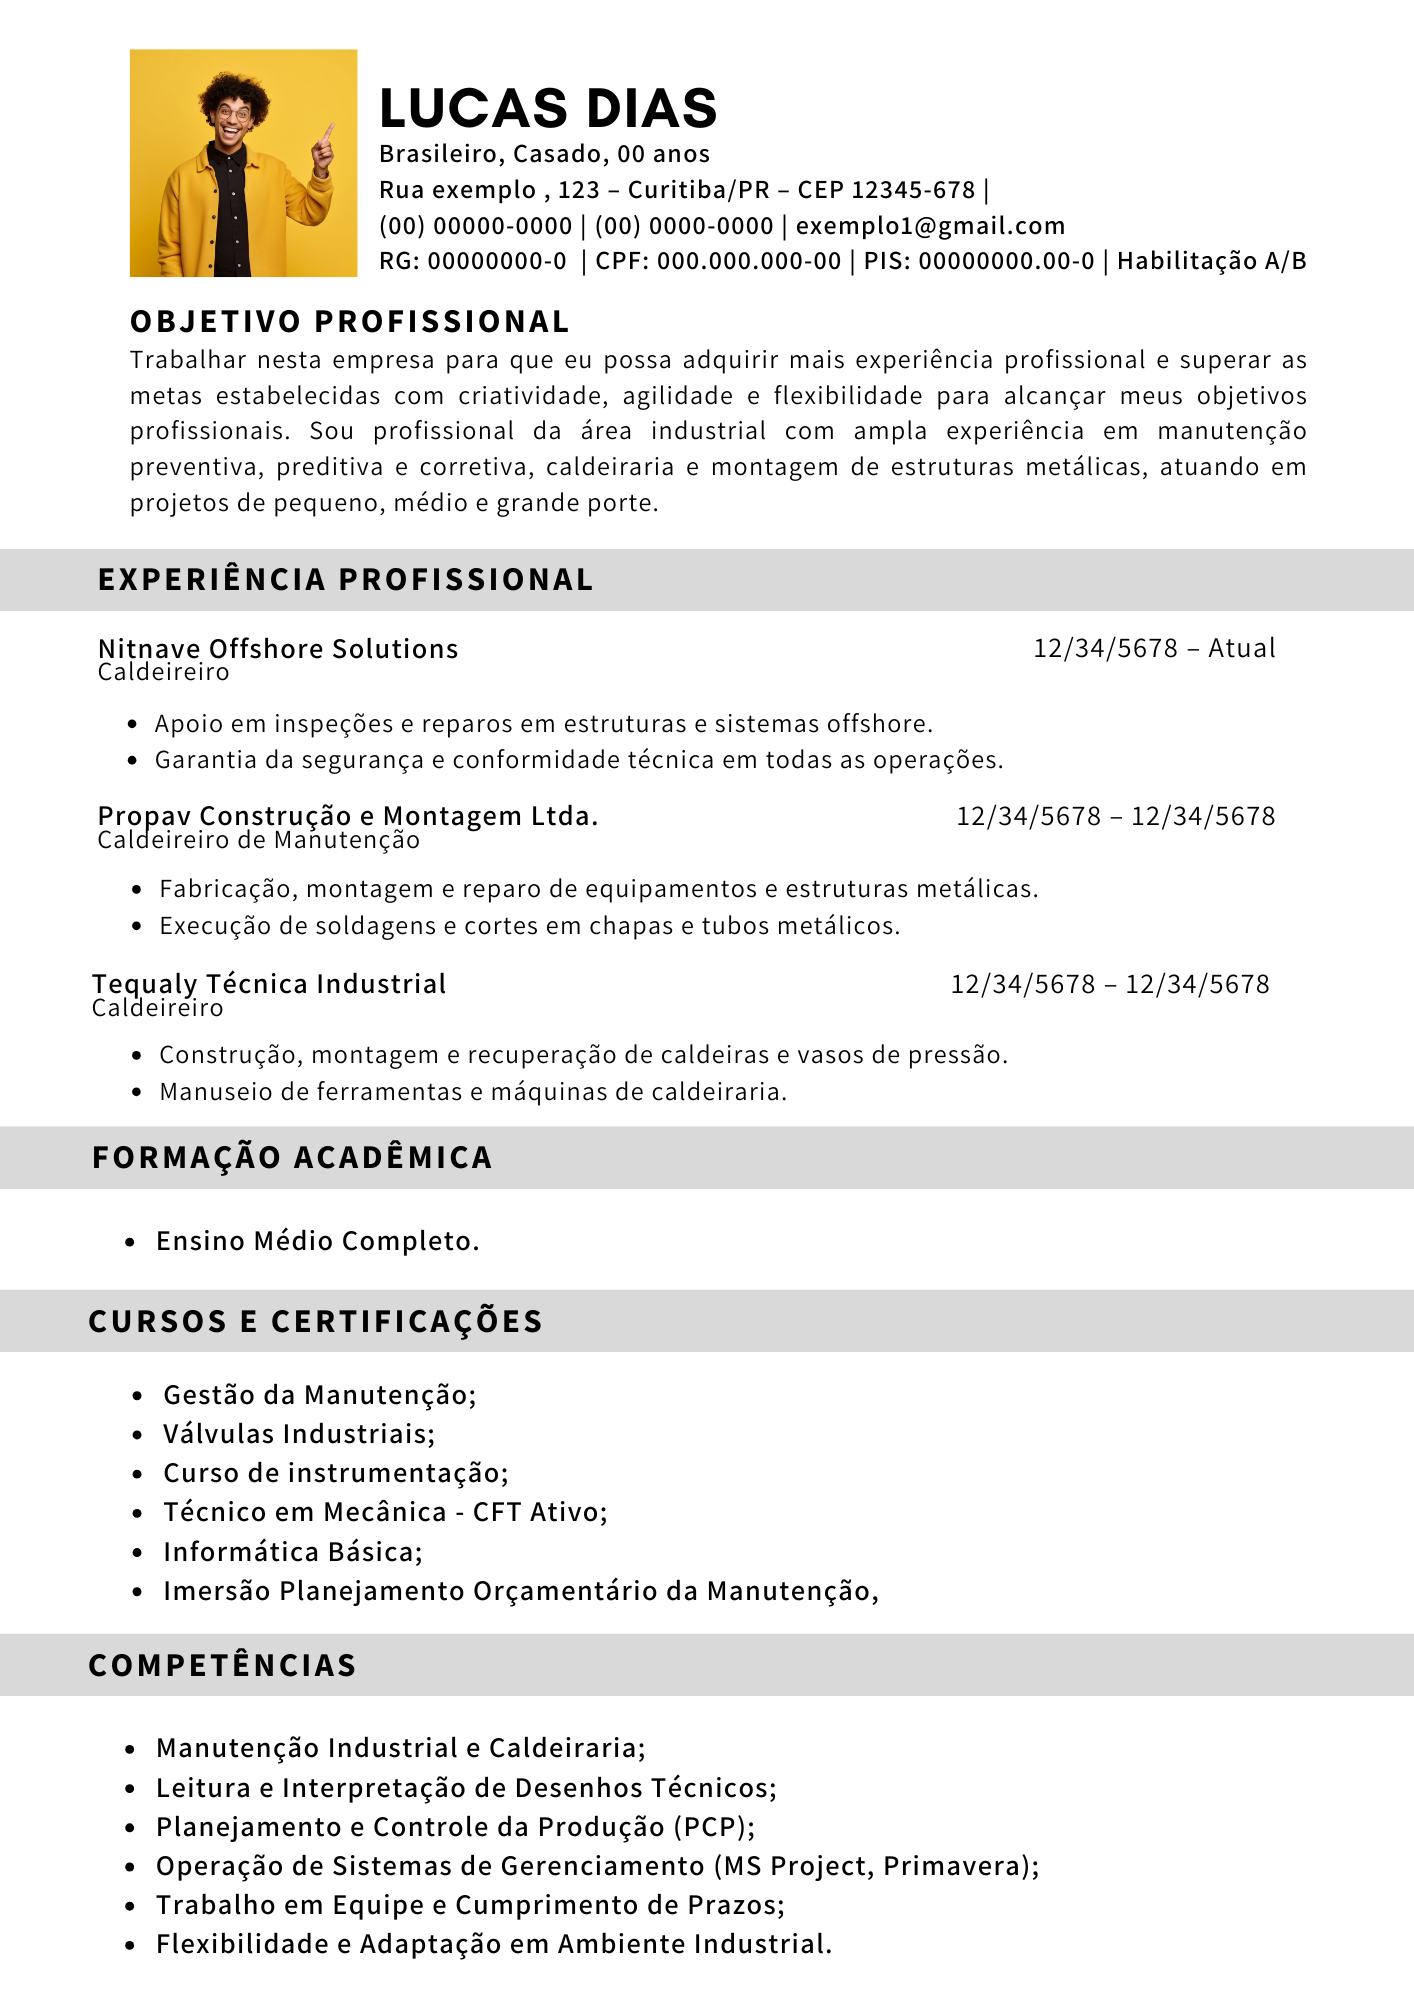 LUCAS DIAS
Brasileiro, Casado, 00 anos
Rua exemplo , 123 – Curitiba/PR – CEP 12345-678 |
(00) 00000-0000 | (00) 0000-0000 | exemplo1@gmail.com
RG: 00000000-0 | CPF: 000.000.000-00 | PIS: 00000000.00-0 | Habilitação A/B
OBJETIVO PROFISSIONAL
Trabalhar nesta empresa para que eu possa adquirir mais experiência profissional e superar as
metas estabelecidas com criatividade, agilidade e flexibilidade para alcançar meus objetivos
profissionais. Sou profissional da área industrial com ampla experiência em manutenção
preventiva, preditiva e corretiva, caldeiraria e montagem de estruturas metálicas, atuando em
projetos de pequeno, médio e grande porte.
EXPERIÊNCIA PROFISSIONAL
Nitnave Offshore Solutions 12/34/5678 – Atual
Caldeireiro
• Apoio em inspeções e reparos em estruturas e sistemas offshore.
• Garantia da segurança e conformidade técnica em todas as operações.
Propav Construção e Montagem Ltda. 12/34/5678 – 12/34/5678
Caldeireiro de Manutenção
• Fabricação, montagem e reparo de equipamentos e estruturas metálicas.
• Execução de soldagens e cortes em chapas e tubos metálicos.
Tequaly Técnica Industrial 12/34/5678 – 12/34/5678
Caldeireiro
• Construção, montagem e recuperação de caldeiras e vasos de pressão.
• Manuseio de ferramentas e máquinas de caldeiraria.
FORMAÇÃO ACADÊMICA
• Ensino Médio Completo.
CURSOS E CERTIFICAÇÕES
• Gestão da Manutenção;
• Válvulas Industriais;
• Curso de instrumentação;
• Técnico em Mecânica - CFT Ativo;
• Informática Básica;
• Imersão Planejamento Orçamentário da Manutenção,
COMPETÊNCIAS
• Manutenção Industrial e Caldeiraria;
• Leitura e Interpretação de Desenhos Técnicos;
• Planejamento e Controle da Produção (PCP);
• Operação de Sistemas de Gerenciamento (MS Project, Primavera);
• Trabalho em Equipe e Cumprimento de Prazos;
• Flexibilidade e Adaptação em Ambiente Industrial.